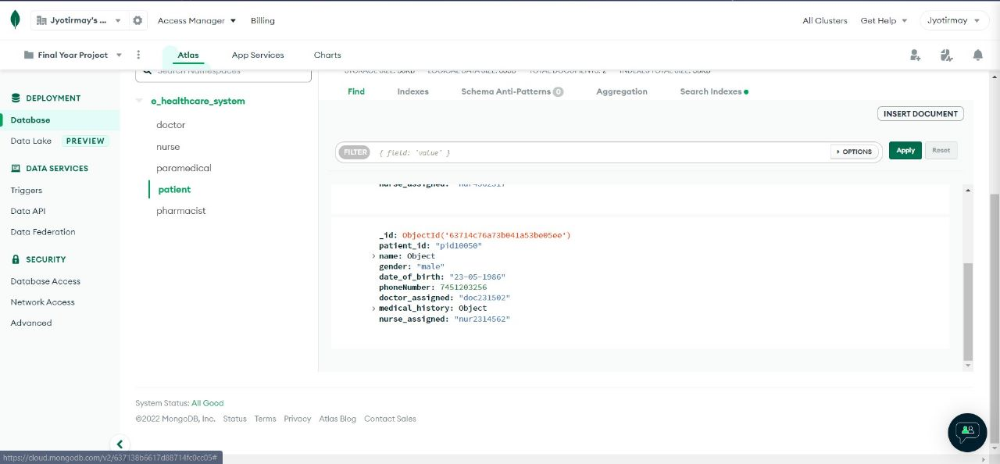 Jyotirmay's ...
Access Manager
Billing
All Clusters
Get Help
Jyotirmay
Final Year Project
Atlas
App Services
Charts
DEPLOYMENT
Database
Data Lake PREVIEW
DATA SERVICES
Triggers
Data API
Data Federation
SECURITY
Database Access
Network Access
Advanced
Search Namespaces
e_healthcare_system
doctor
nurse
paramedical
patient
pharmacist
STORAGE SIZE: 36KB LOGICAL DATA SIZE: TOTAL DOCUMENTS: 2 INDEXES TOTAL SIZE: 36KB
Find Indexes Schema Anti-Patterns 0 Aggregation Search Indexes
INSERT DOCUMENT
FILTER { field: 'value' } OPTIONS Apply Reset
nurse_assigned: "nur4562317"
_id: ObjectId('63714c76a73b041a53be05ee')
patient_id: "pid10050"
name: Object
gender: "male"
date_of_birth: "23-05-1986"
phoneNumber: 7451203256
doctor_assigned: "doc231502"
medical_history: Object
nurse_assigned: "nur2314562"
System Status: All Good
©2022 MongoDB, Inc. Status Terms Privacy Atlas Blog Contact Sales
https://cloud.mongodb.com/v2/637138b6617d88714fc0cc05#